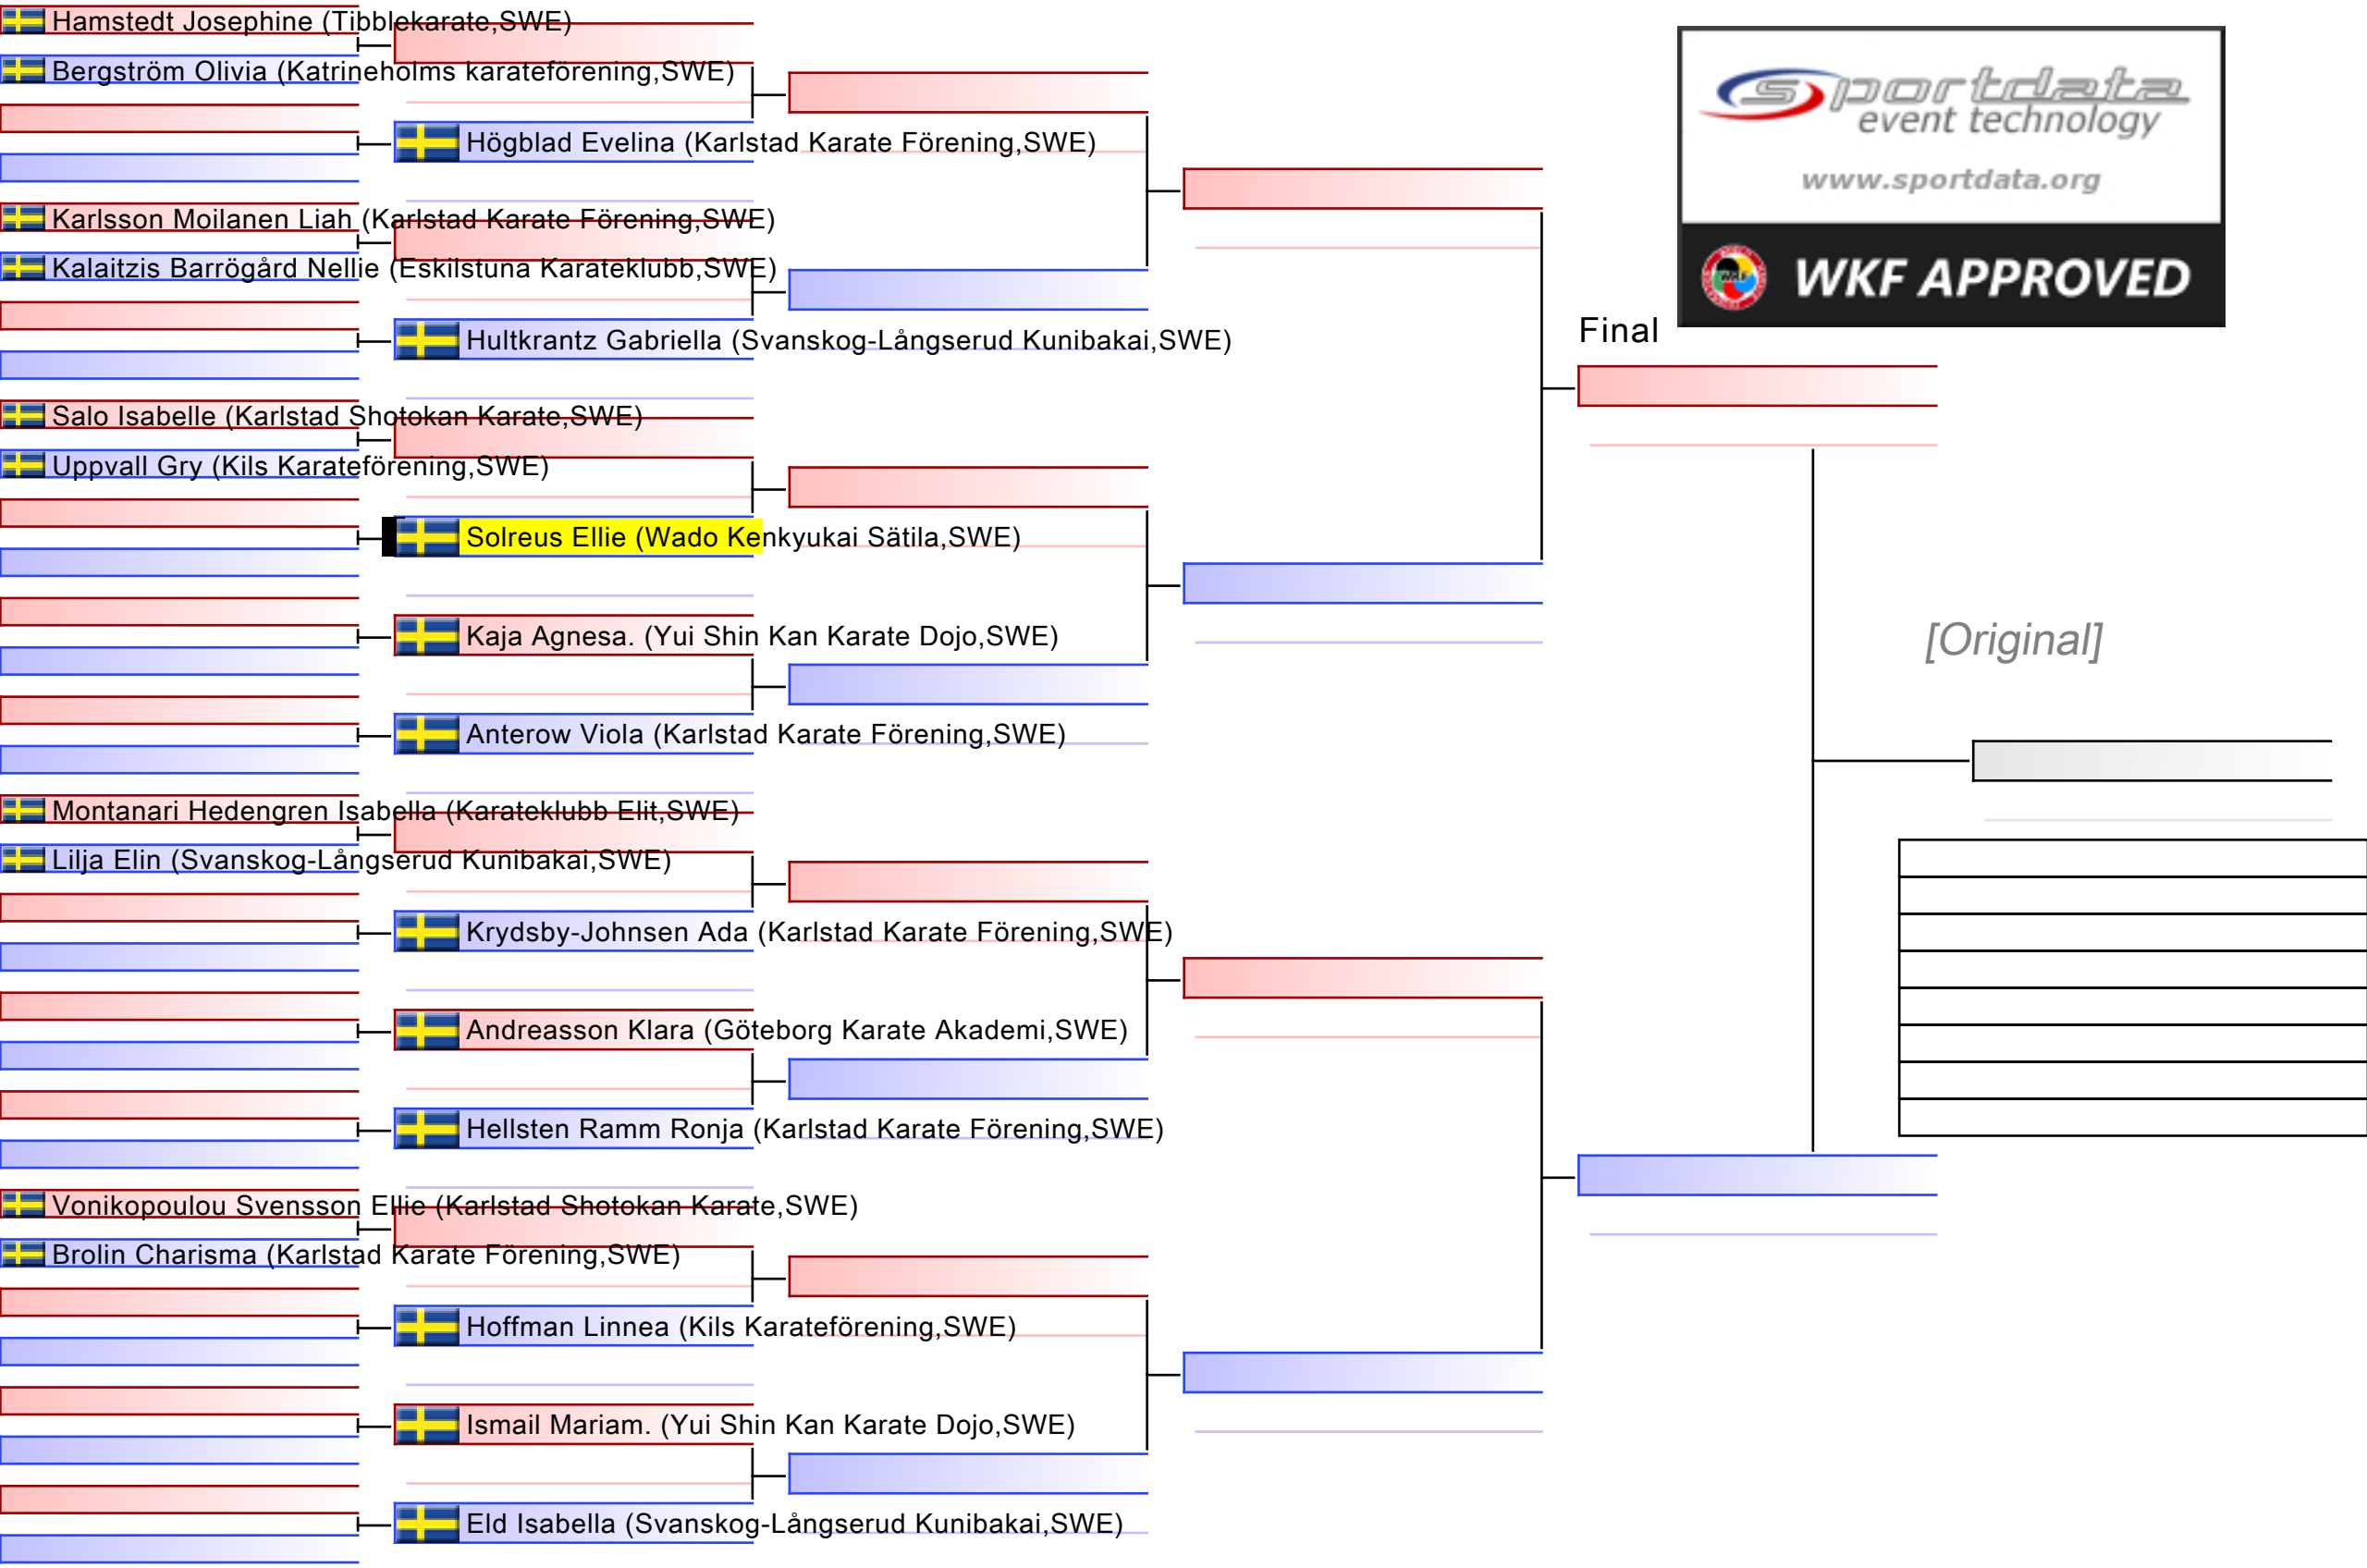 Hamstedt Josephine (Tibblekarate,SWE)
Bergström Olivia (Katrineholms karateförening,SWE)
Högblad Evelina (Karlstad Karate Förening,SWE)
Karlsson Moilanen Liah (Karlstad Karate Förening,SWE)
Kalaitzis Barrögård Nellie (Eskilstuna Karateklubb,SWE)
Hultkrantz Gabriella (Svanskog-Långserud Kunibakai,SWE)
Salo Isabelle (Karlstad Shotokan Karate,SWE)
Uppvall Gry (Kils Karateförening,SWE)
Solreus Ellie (Wado Kenkyukai Sätila,SWE)
Kaja Agnesa. (Yui Shin Kan Karate Dojo,SWE)
Anterow Viola (Karlstad Karate Förening,SWE)
Montanari Hedengren Isabella (Karateklubb Elit,SWE)
Lilja Elin (Svanskog-Långserud Kunibakai,SWE)
Krydsby-Johnsen Ada (Karlstad Karate Förening,SWE)
Andreasson Klara (Göteborg Karate Akademi,SWE)
Hellsten Ramm Ronja (Karlstad Karate Förening,SWE)
Vonikopoulou Svensson Ellie (Karlstad Shotokan Karate,SWE)
Brolin Charisma (Karlstad Karate Förening,SWE)
Hoffman Linnea (Kils Karateförening,SWE)
Ismail Mariam. (Yui Shin Kan Karate Dojo,SWE)
Eld Isabella (Svanskog-Långserud Kunibakai,SWE)
Final
sportdata
event technology
www.sportdata.org
WKF
WKF APPROVED
[Original]